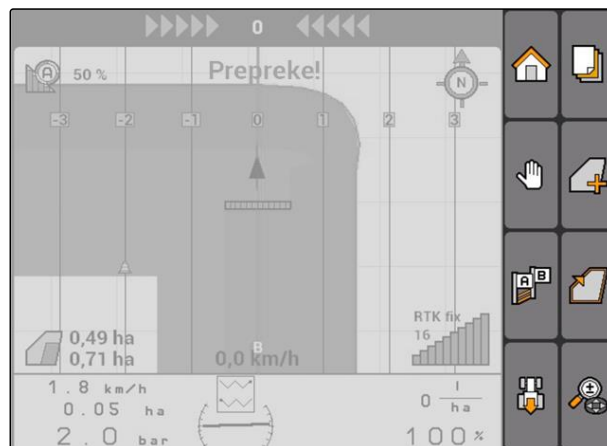 0
A
50 %
Prepreke!
N
-3 -2 -1 0 1 2 3
A B
RTK fix
16
0,49 ha
0,71 ha
0,0 km/h
B
1.8 km/h
0.05 ha
2.0 bar
0 l/ha
100 %